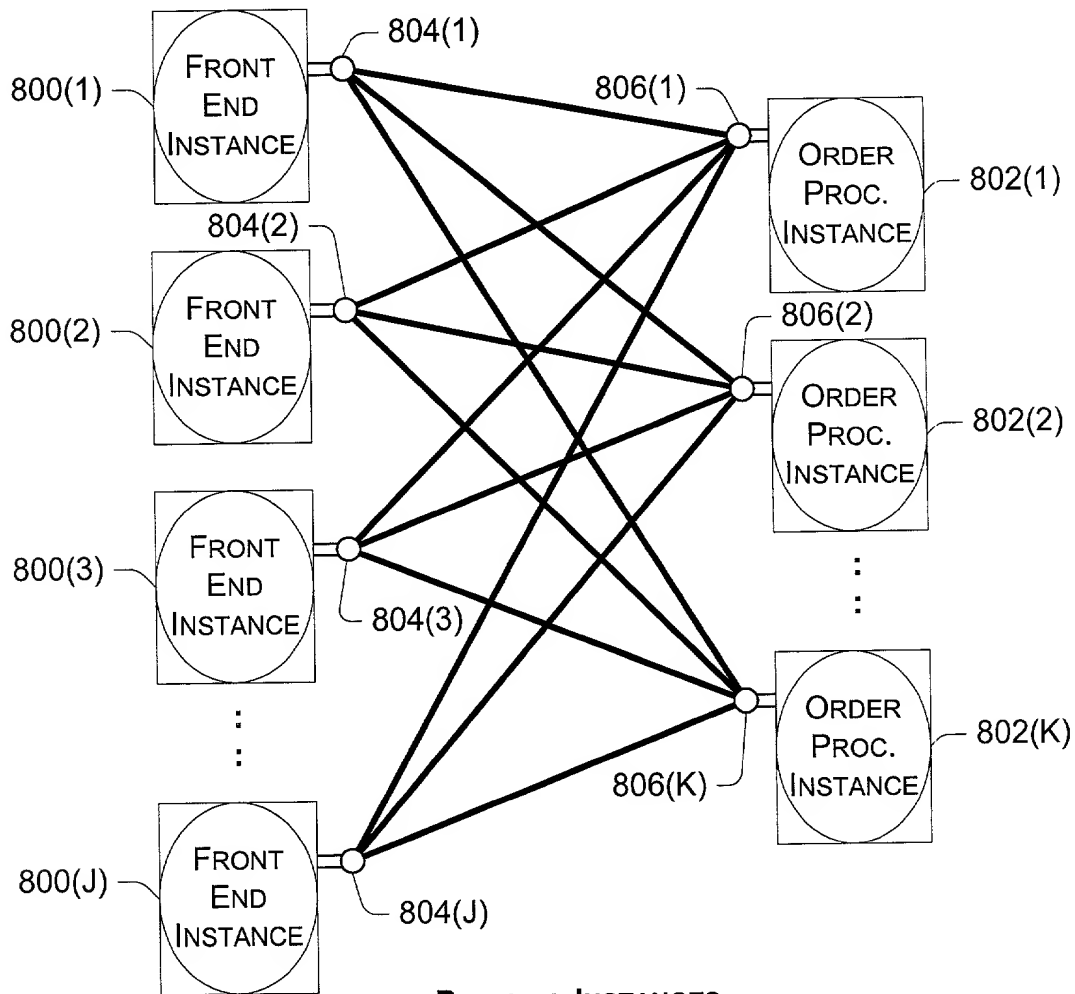 804(1)
800(1)
FRONT
END
INSTANCE
806(1)
ORDER
PROC.
INSTANCE
802(1)
804(2)
800(2)
FRONT
END
INSTANCE
806(2)
ORDER
PROC.
INSTANCE
802(2)
800(3)
FRONT
END
INSTANCE
804(3)
806(K)
ORDER
PROC.
INSTANCE
802(K)
800(J)
FRONT
END
INSTANCE
804(J)
INSTANCES